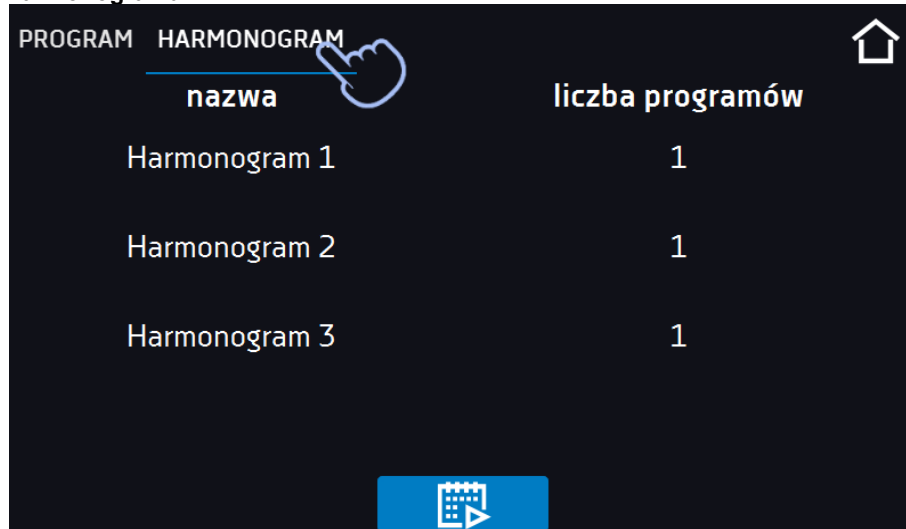 PROGRAM HARMONOGRAM
nazwa liczba programów
Harmonogram 1 1
Harmonogram 2 1
Harmonogram 3 1